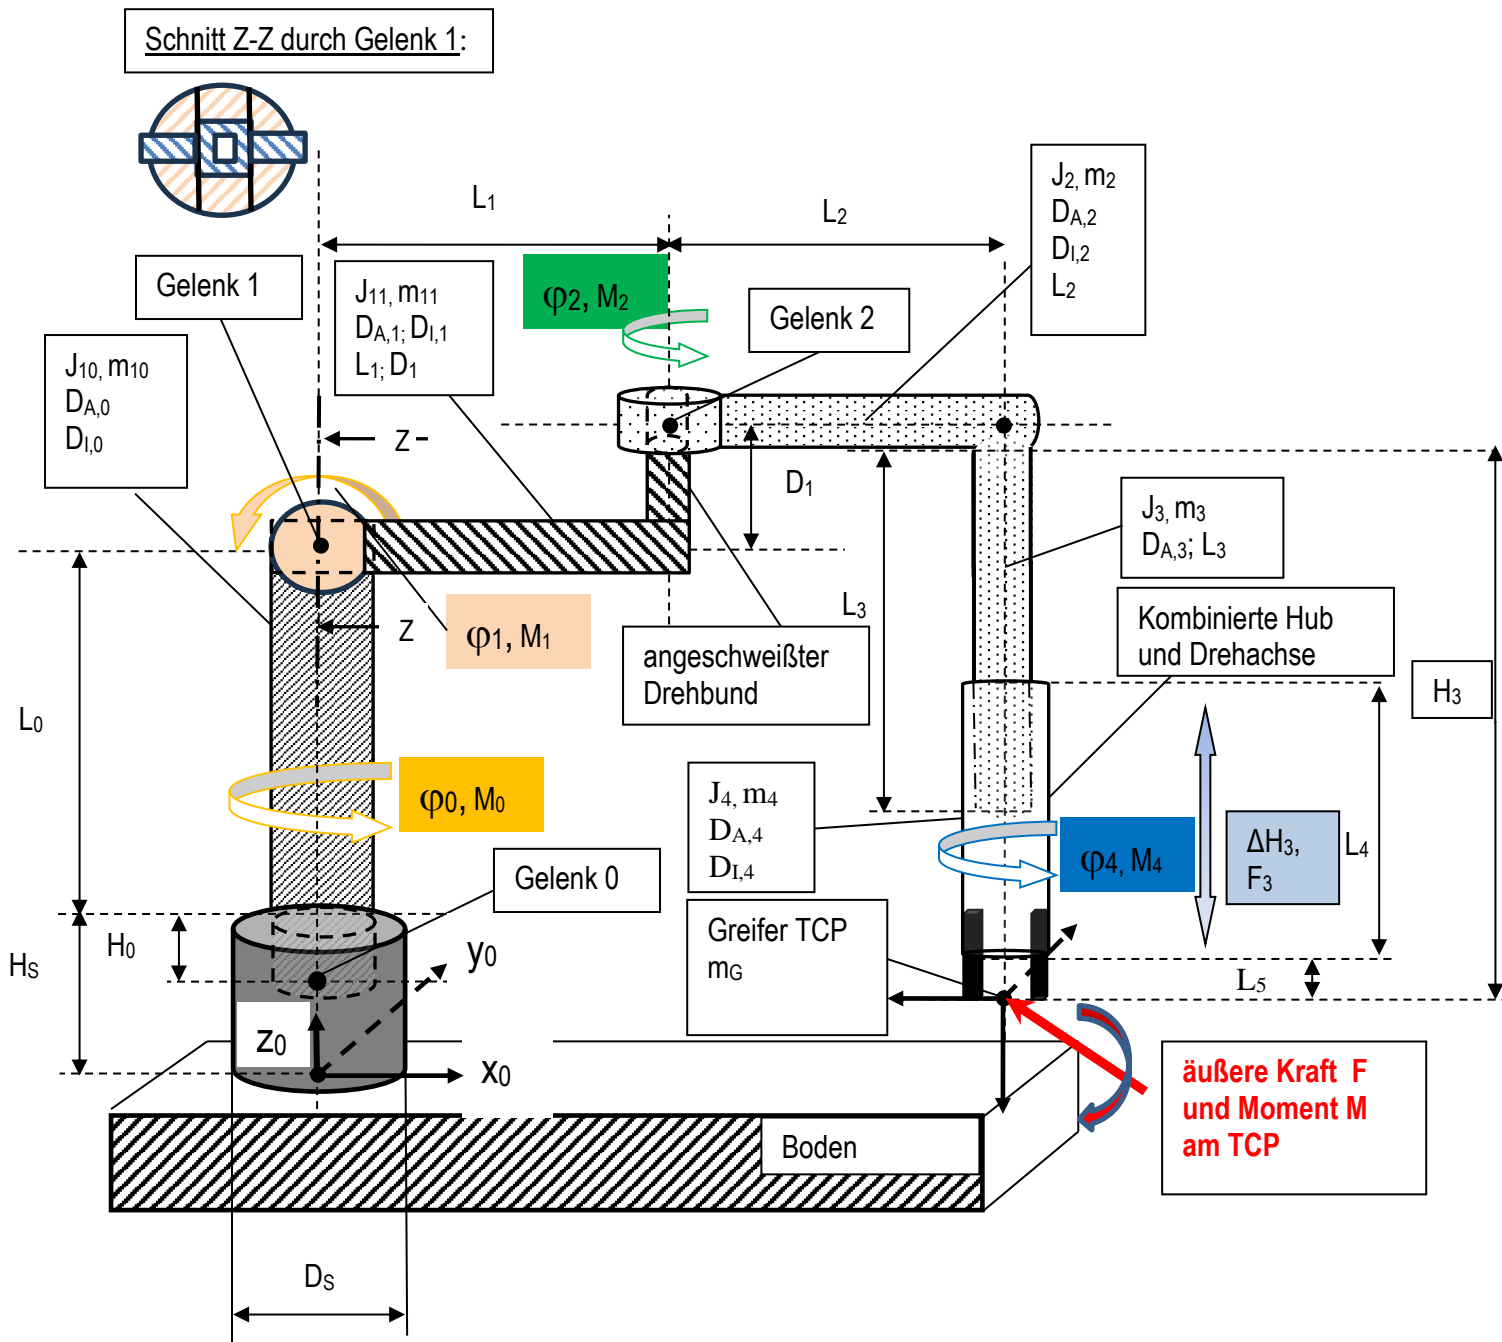 Schnitt Z-Z durch Gelenk 1:
L1
L2
J2, m2
DA,2
DI,2
L2
Gelenk 1
J11, m11
DA,1; DI,1
L1; D1
φ2, M2
Gelenk 2
J10, m10
DA,0
DI,0
Z
D1
J3, m3
DA,3; L3
Z
φ1, M1
L3
angeschweißter
Drehbund
Kombinierte Hub
und Drehachse
H3
L0
φ0, M0
J4, m4
DA,4
DI,4
φ4, M4
ΔH3,
F3
L4
Gelenk 0
Greifer TCP
mG
H0
HS
y0
L5
z0
x0
äußere Kraft F
und Moment M
am TCP
Boden
DS